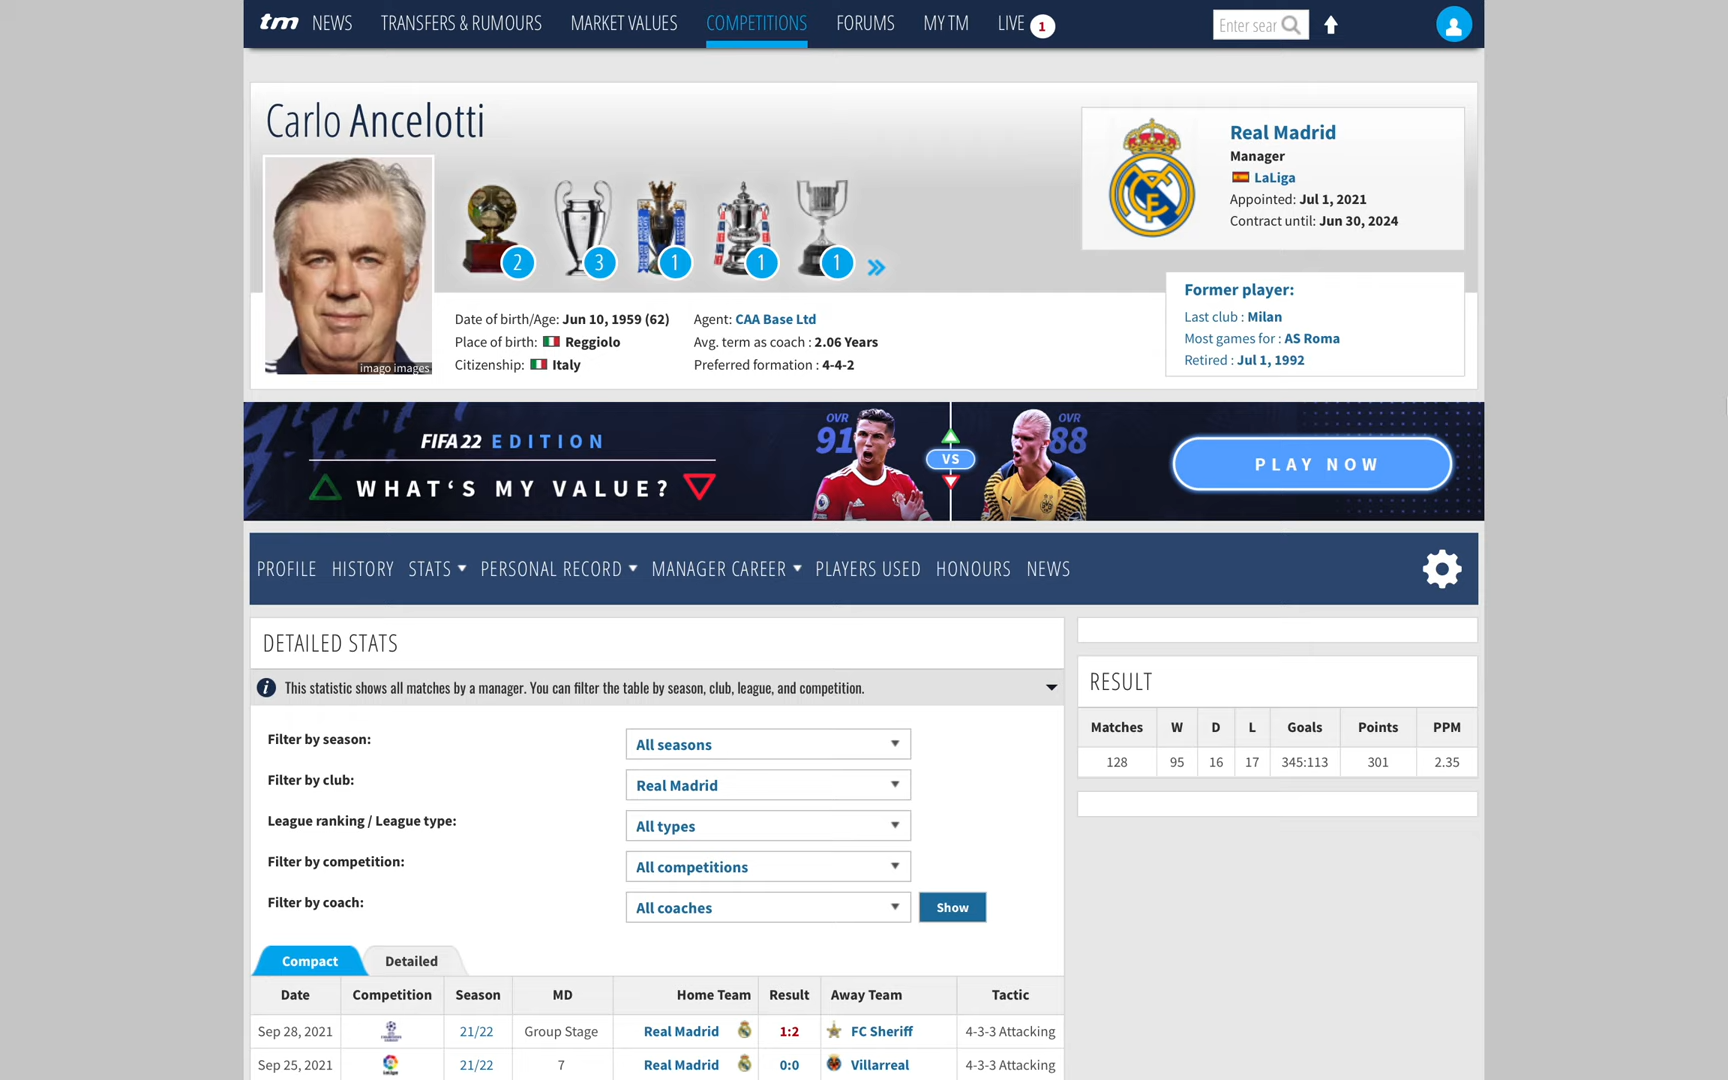 tm NEWS TRANSFERS & RUMOURS MARKET VALUES COMPETITIONS FORUMS MY TM LIVE 1 Enter sear
Carlo Ancelotti
2 3 1 1 1
imago images
Real Madrid
Manager
LaLiga
Appointed: Jul 1, 2021
Contract until: Jun 30, 2024
Date of birth/Age: Jun 10, 1959 (62)
Place of birth: Reggiolo
Citizenship: Italy
Agent: CAA Base Ltd
Avg. term as coach : 2.06 Years
Preferred formation : 4-4-2
Former player:
Last club : Milan
Most games for : AS Roma
Retired : Jul 1, 1992
FIFA 22 EDITION
WHAT'S MY VALUE?
OVR
91
VS
OVR
88
PLAY NOW
PROFILE HISTORY STATS PERSONAL RECORD MANAGER CAREER PLAYERS USED HONOURS NEWS
DETAILED STATS
i This statistic shows all matches by a manager. You can filter the table by season, club, league, and competition.
Filter by season: All seasons
Filter by club: Real Madrid
League ranking / League type: All types
Filter by competition: All competitions
Filter by coach: All coaches Show
Compact Detailed
Date Competition Season MD Home Team Result Away Team Tactic
Sep 28, 2021 21/22 Group Stage Real Madrid 1:2 FC Sheriff 4-3-3 Attacking
Sep 25, 2021 21/22 7 Real Madrid 0:0 Villarreal 4-3-3 Attacking
RESULT
Matches W D L Goals Points PPM
128 95 16 17 345:113 301 2.35